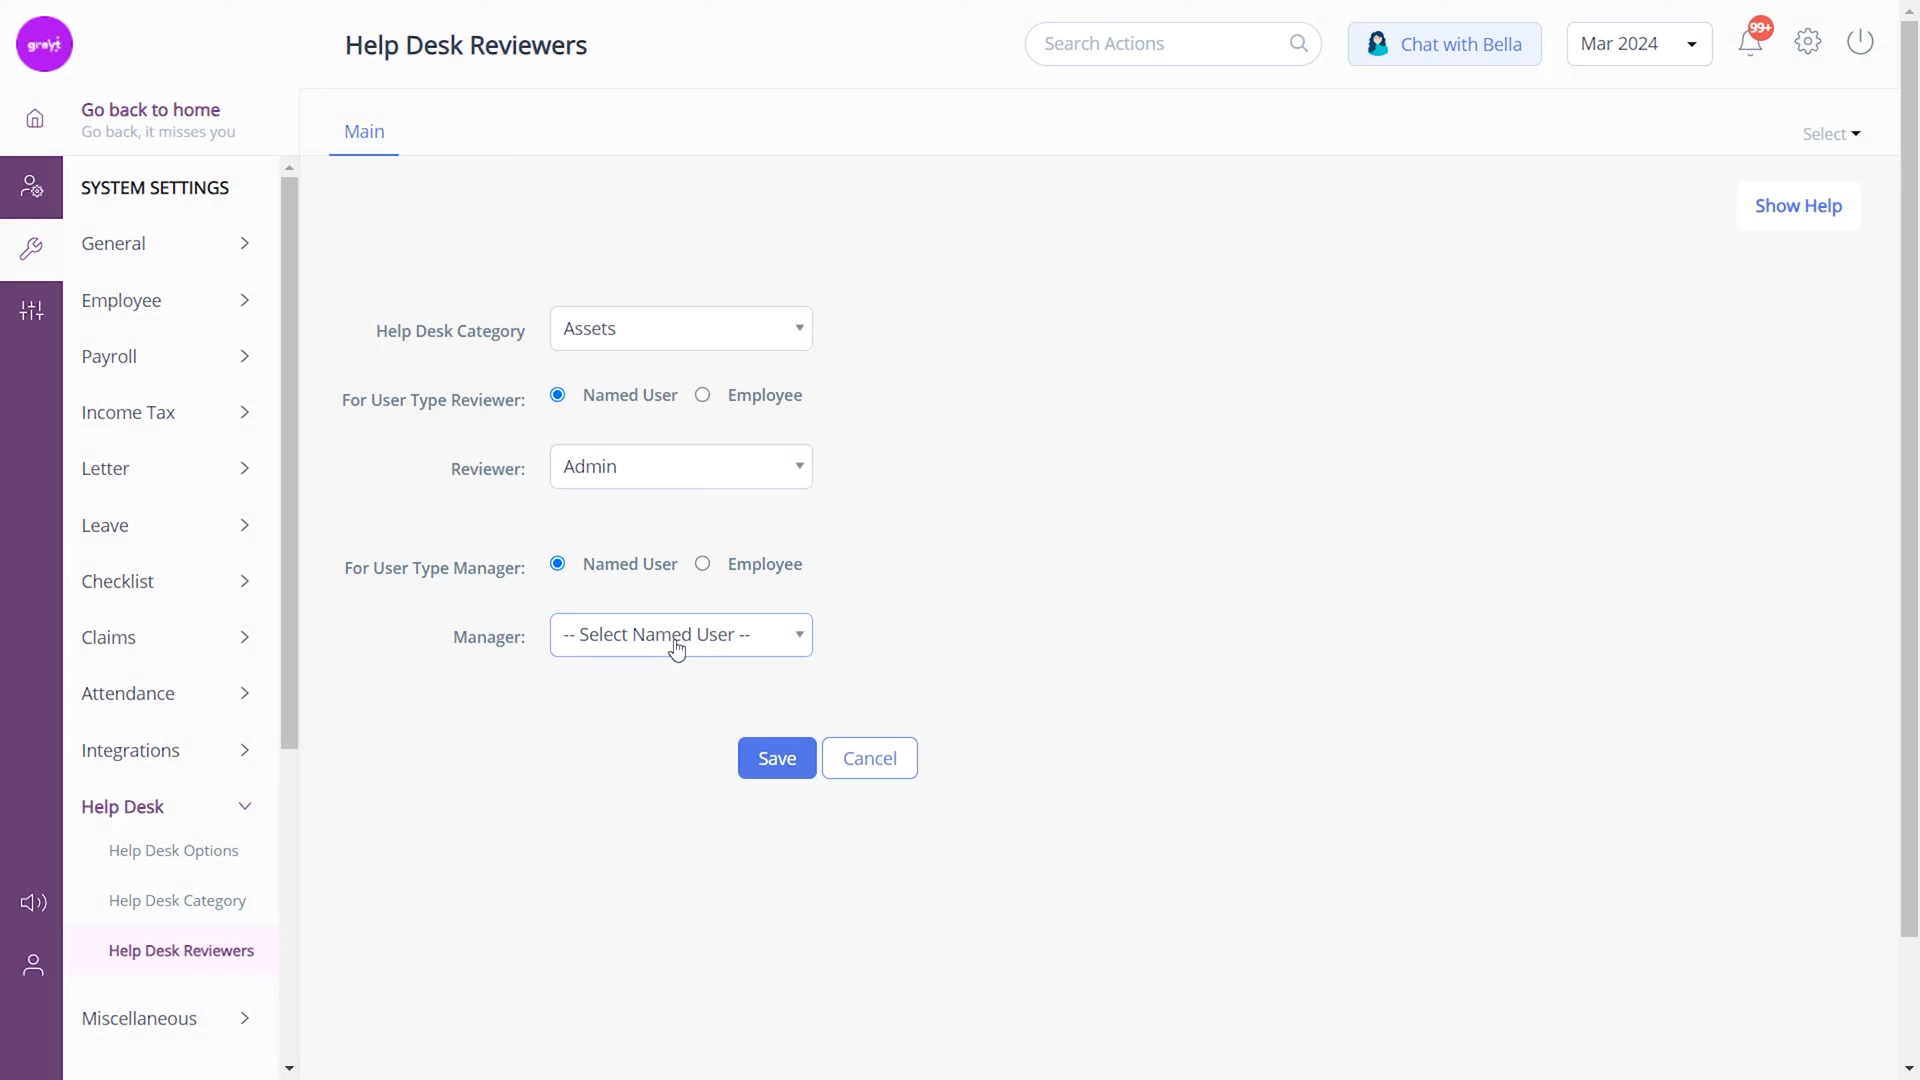 greyt
Help Desk Reviewers
Search Actions
Chat with Bella
Mar 2024
99+
Go back to home
Go back, it misses you
Main
Select
SYSTEM SETTINGS
Show Help
General
Employee
Payroll
Income Tax
Letter
Leave
Checklist
Claims
Attendance
Integrations
Help Desk
Help Desk Options
Help Desk Category
Help Desk Reviewers
Miscellaneous
Help Desk Category
Assets
For User Type Reviewer:
Named User
Employee
Reviewer:
Admin
For User Type Manager:
Named User
Employee
Manager:
-- Select Named User --
Save
Cancel